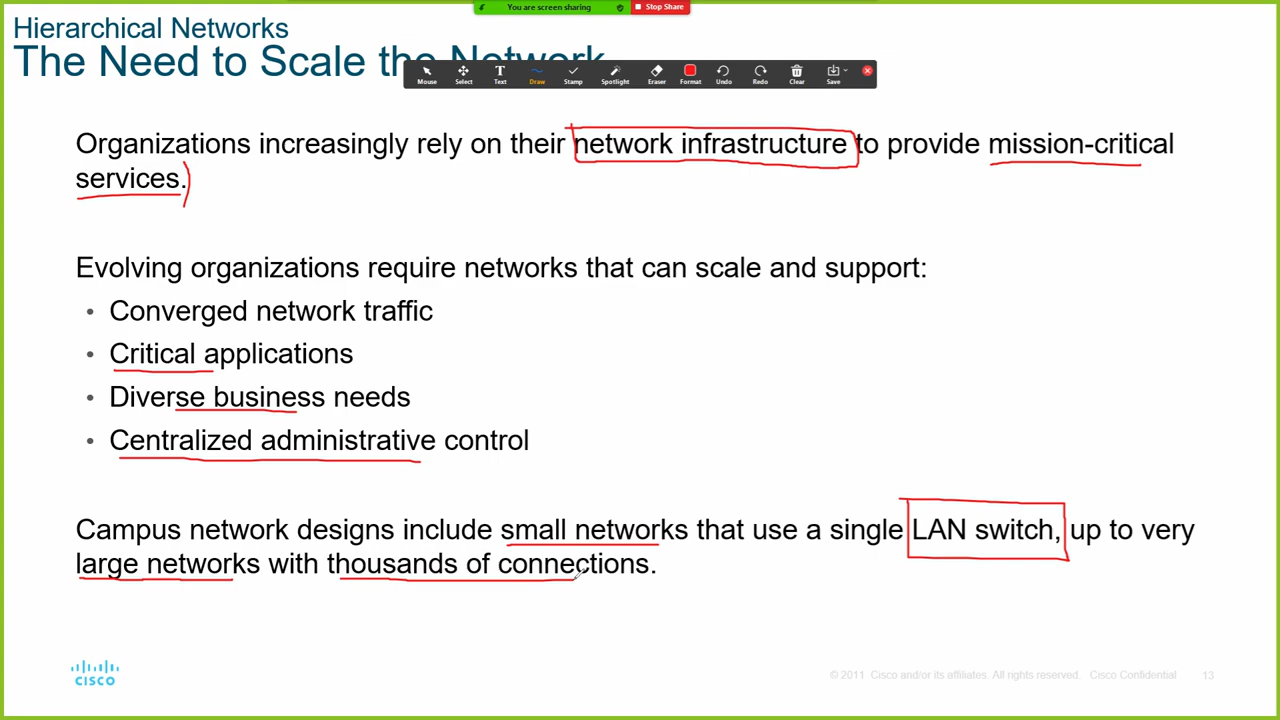 You are screen sharing
Stop Share
Hierarchical Networks
The Need to Scale the Network
Mouse Select Text Draw Stamp Spotlight Eraser Format Undo Redo Clear Save
Organizations increasingly rely on their network infrastructure to provide mission-critical
services.
Evolving organizations require networks that can scale and support:
• Converged network traffic
• Critical applications
• Diverse business needs
• Centralized administrative control
Campus network designs include small networks that use a single LAN switch, up to very
large networks with thousands of connections.
CISCO
© 2011 Cisco and/or its affiliates. All rights reserved. Cisco Confidential 13